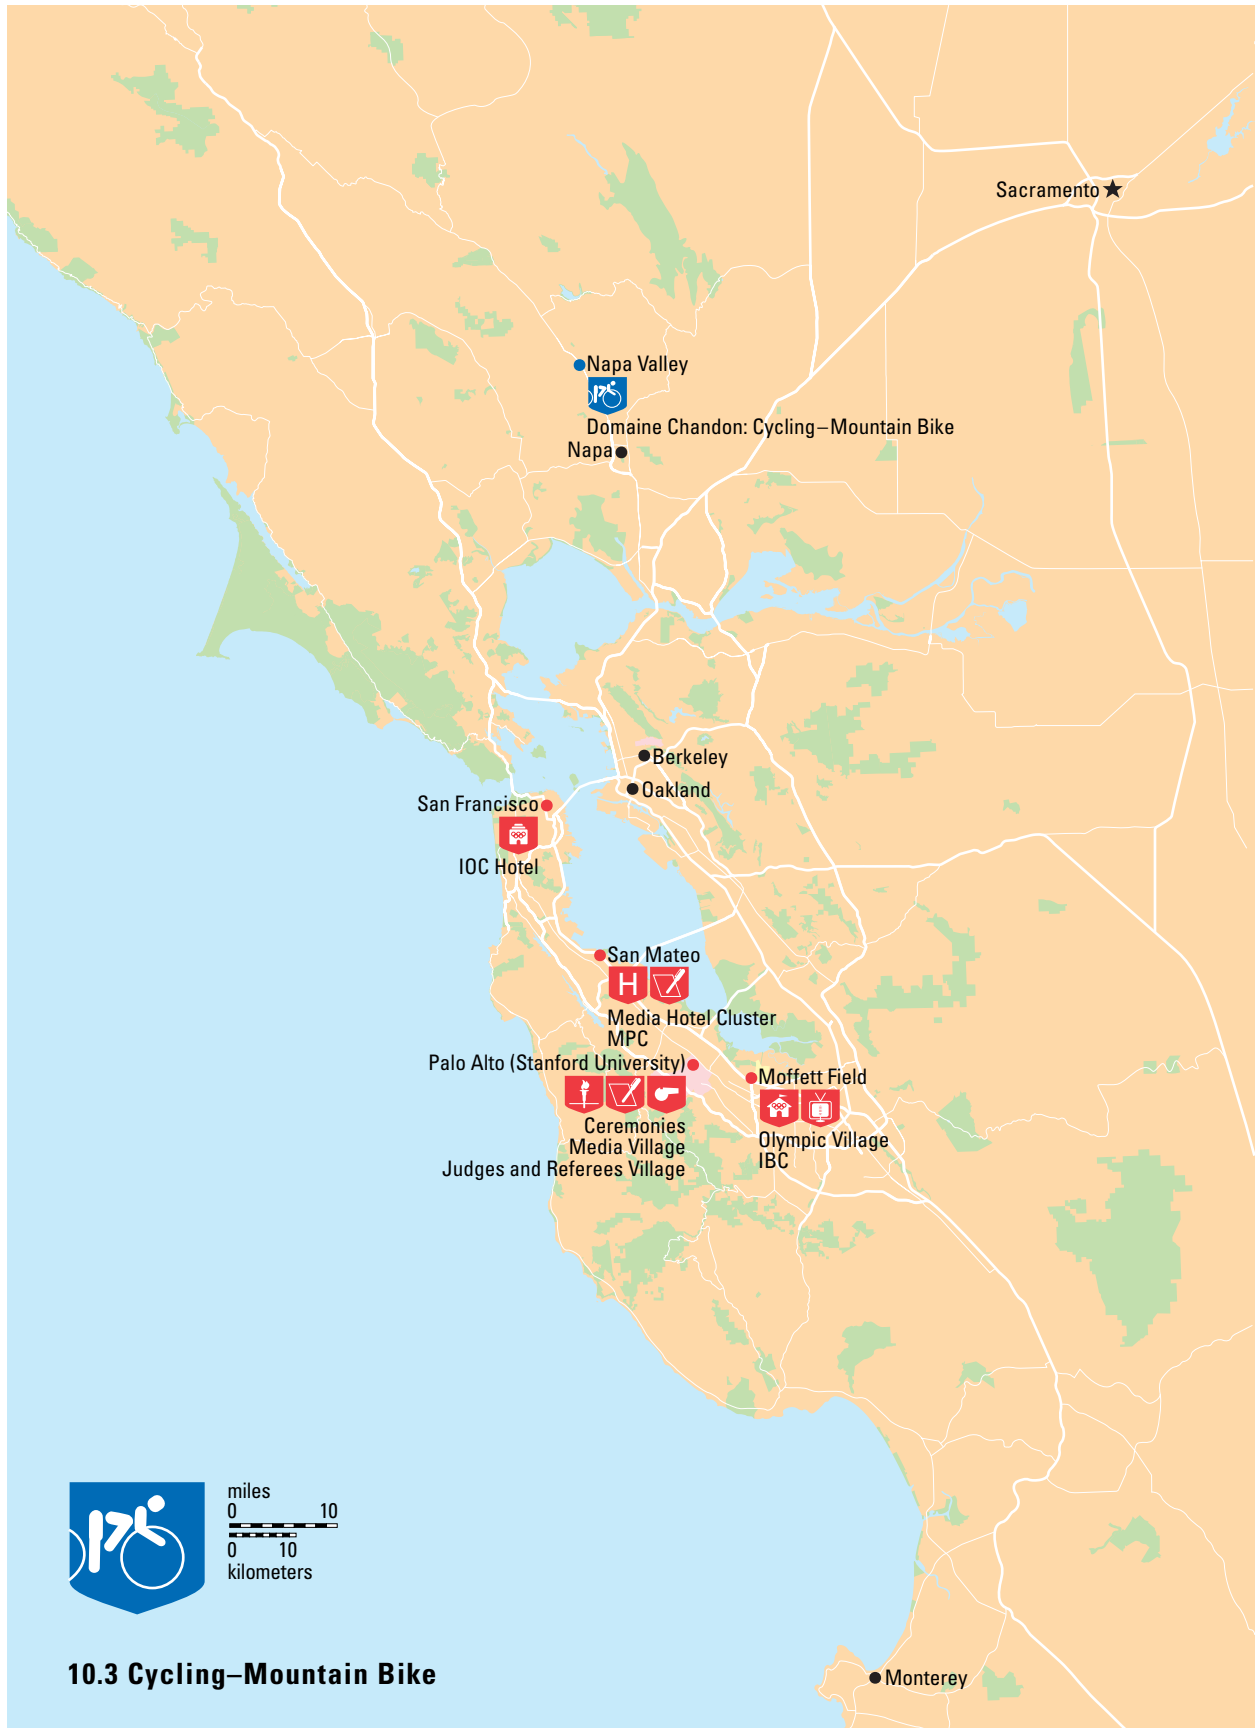 Sacramento
Napa Valley
Domaine Chandon: Cycling–Mountain Bike
Napa
Berkeley
Oakland
San Francisco
IOC Hotel
San Mateo
H
Media Hotel Cluster
MPC
Palo Alto (Stanford University)
Moffett Field
Ceremonies
Media Village
Judges and Referees Village
Olympic Village
IBC
miles
0 10
0 10
kilometers
10.3 Cycling–Mountain Bike
Monterey